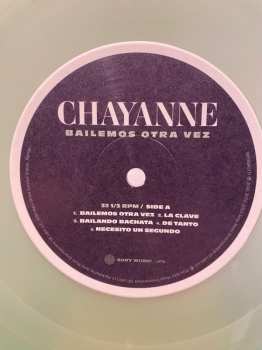 CHAYANNE
BAILEMOS OTRA VEZ
33 1/3 RPM / SIDE A
1. BAILEMOS OTRA VEZ 2. LA CLAVE
3. BAILANDO BACHATA 4. DE TANTO
5. NECESITO UN SEGUNDO
SONY MUSIC